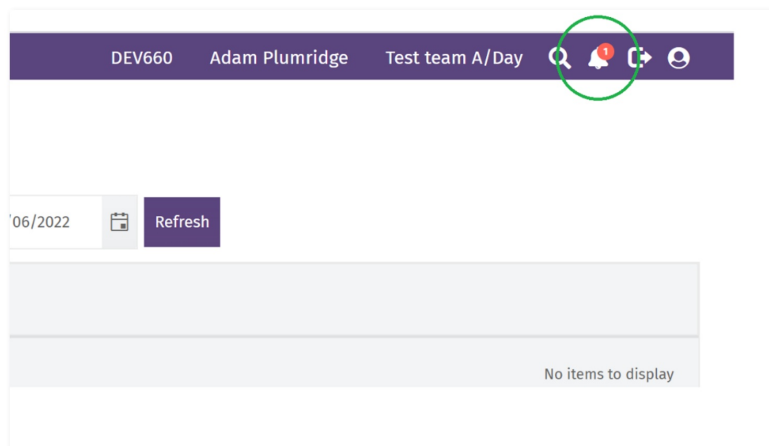 DEV660 Adam Plumridge Test team A/Day 1
/06/2022 Refresh
No items to display